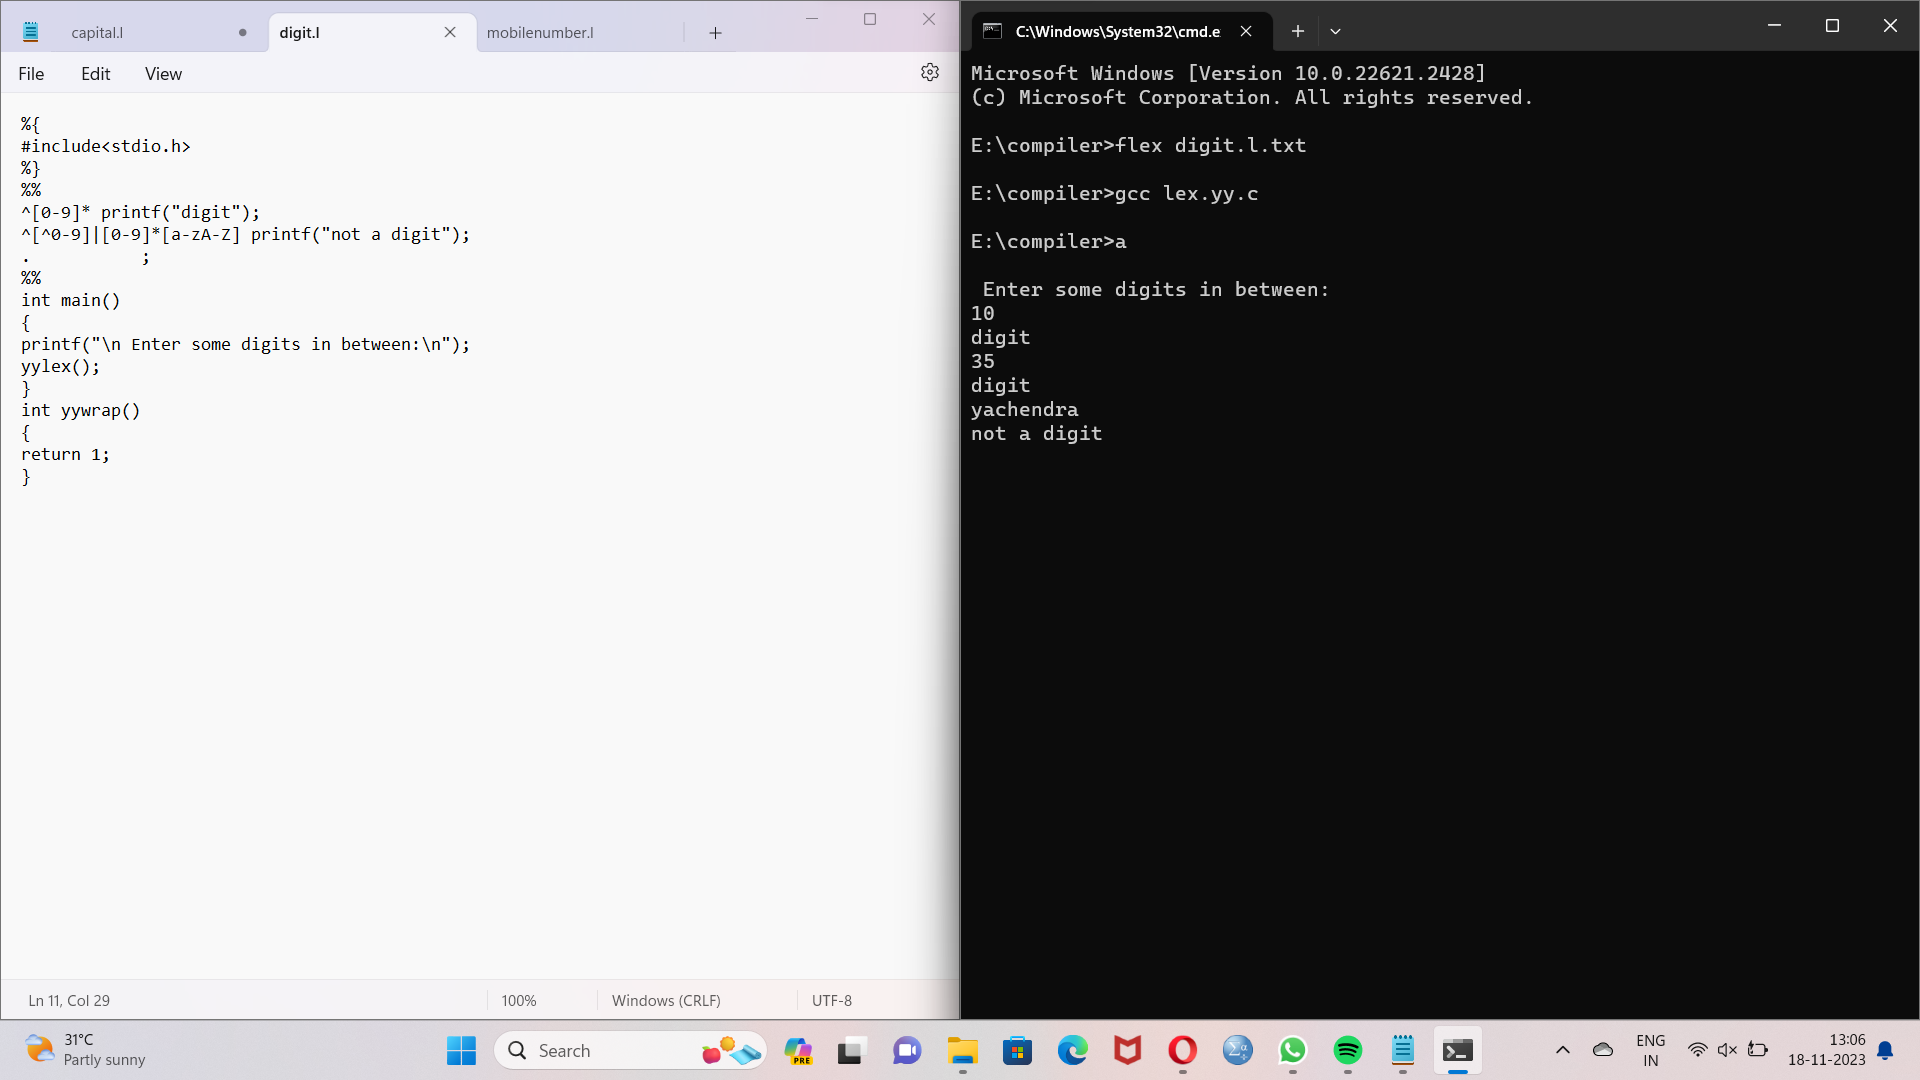 capital.l
digit.l
mobilenumber.l
File Edit View
%{
#include<stdio.h>
%}
%%
^[0-9]* printf("digit");
^[^0-9]|[0-9]*[a-zA-Z] printf("not a digit");
. ;
%%
int main()
{
printf("\n Enter some digits in between:\n");
yylex();
}
int yywrap()
{
return 1;
}
Ln 11, Col 29 100% Windows (CRLF) UTF-8
C:\Windows\System32\cmd.e
Microsoft Windows [Version 10.0.22621.2428]
(c) Microsoft Corporation. All rights reserved.
E:\compiler>flex digit.l.txt
E:\compiler>gcc lex.yy.c
E:\compiler>a
Enter some digits in between:
10
digit
35
digit
yachendra
not a digit
31°C
Partly sunny
Search
PRE
ENG
IN
13:06
18-11-2023